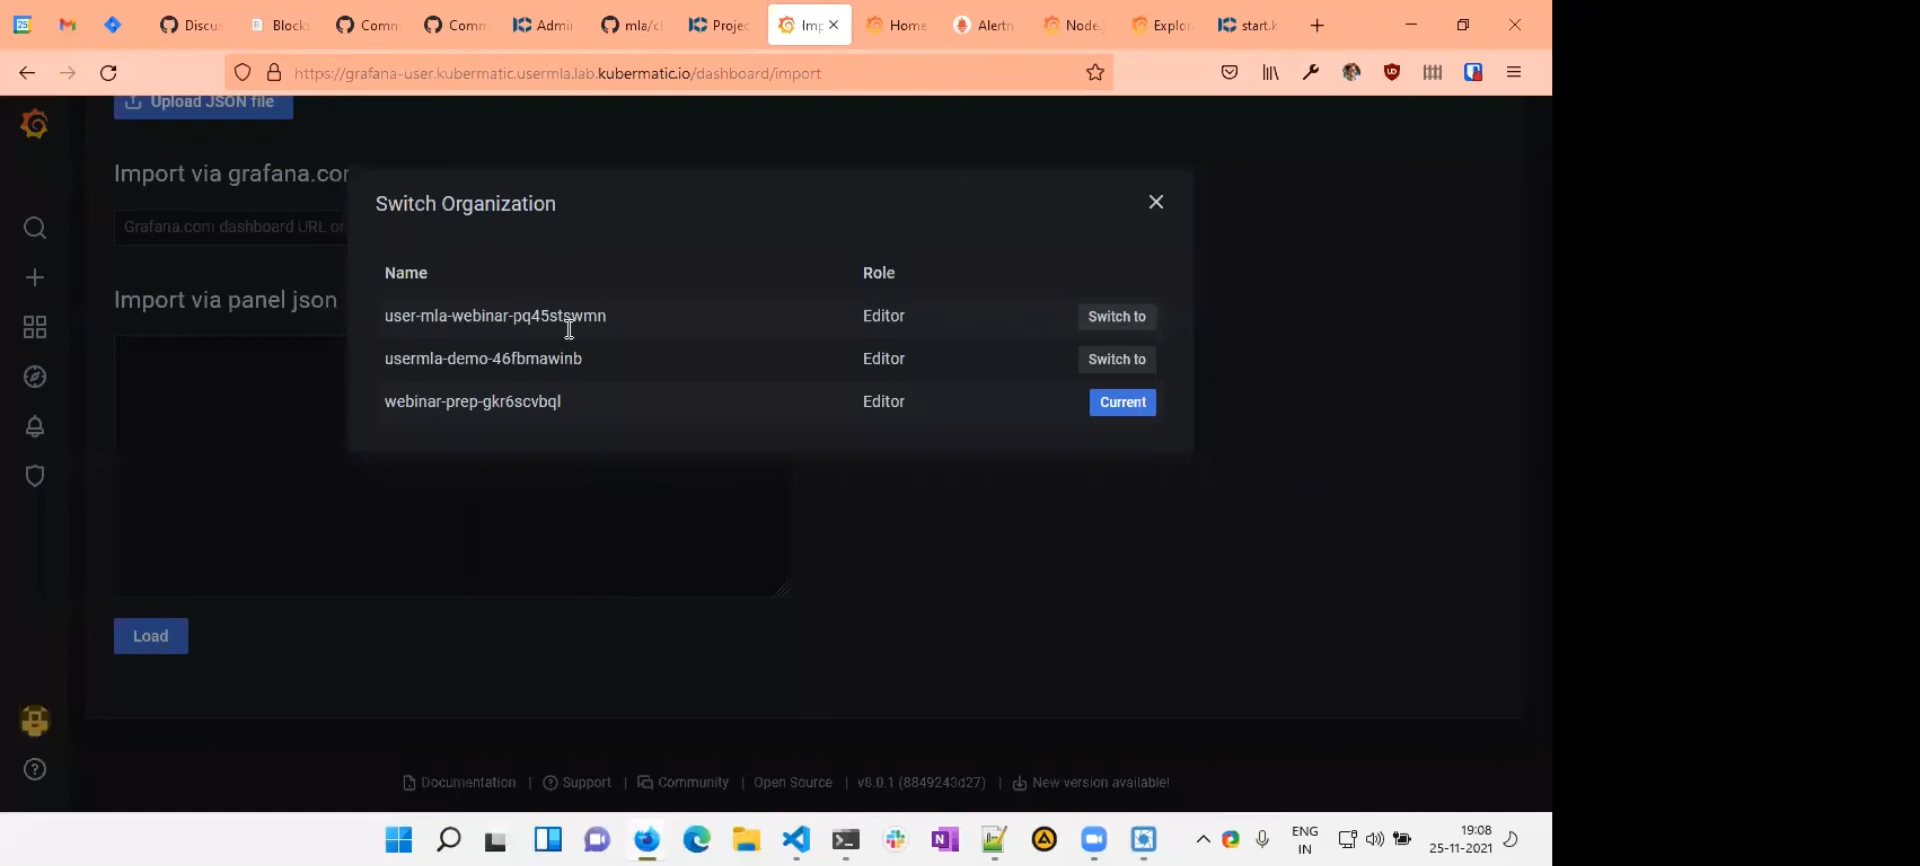 Discu
Block
Comm
Comm
Admi
mla/cl
Projec
Imp
Home
Alertn
Node.
Explor
start.k
https://grafana-user.kubermatic.usermla.lab.kubermatic.io/dashboard/import
Upload JSON file
Import via grafana.com
Switch Organization
Grafana.com dashboard URL or
Name Role
Import via panel json
user-mla-webinar-pq45stswmn Editor Switch to
usermla-demo-46fbmawinb Editor Switch to
webinar-prep-gkr6scvbql Editor Current
Load
Documentation | Support | Community | Open Source | v8.0.1 (8849243d27) | New version available!
ENG
IN
19:08
25-11-2021